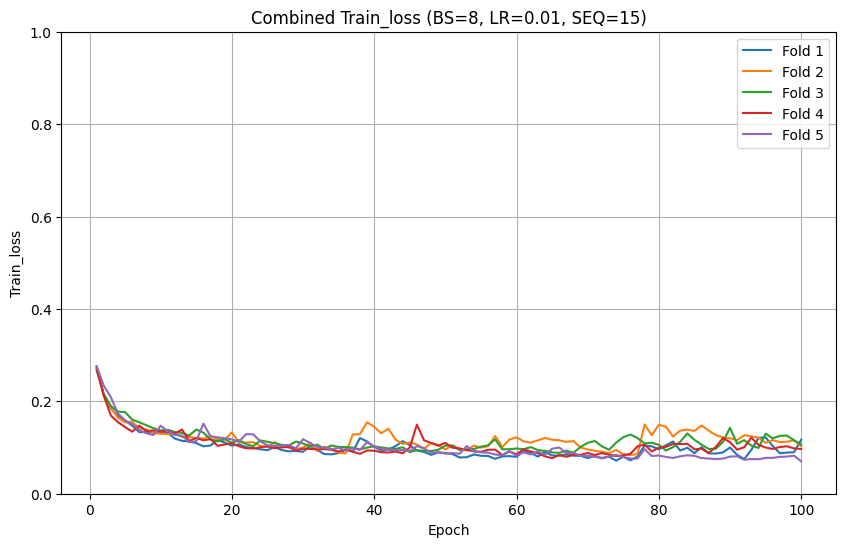 Combined Train_loss (BS=8, LR=0.01, SEQ=15)
Fold 1
Fold 2
Fold 3
Fold 4
Fold 5
Train_loss
1.0
0.8
0.6
0.4
0.2
0.0
0 20 40 60 80 100
Epoch